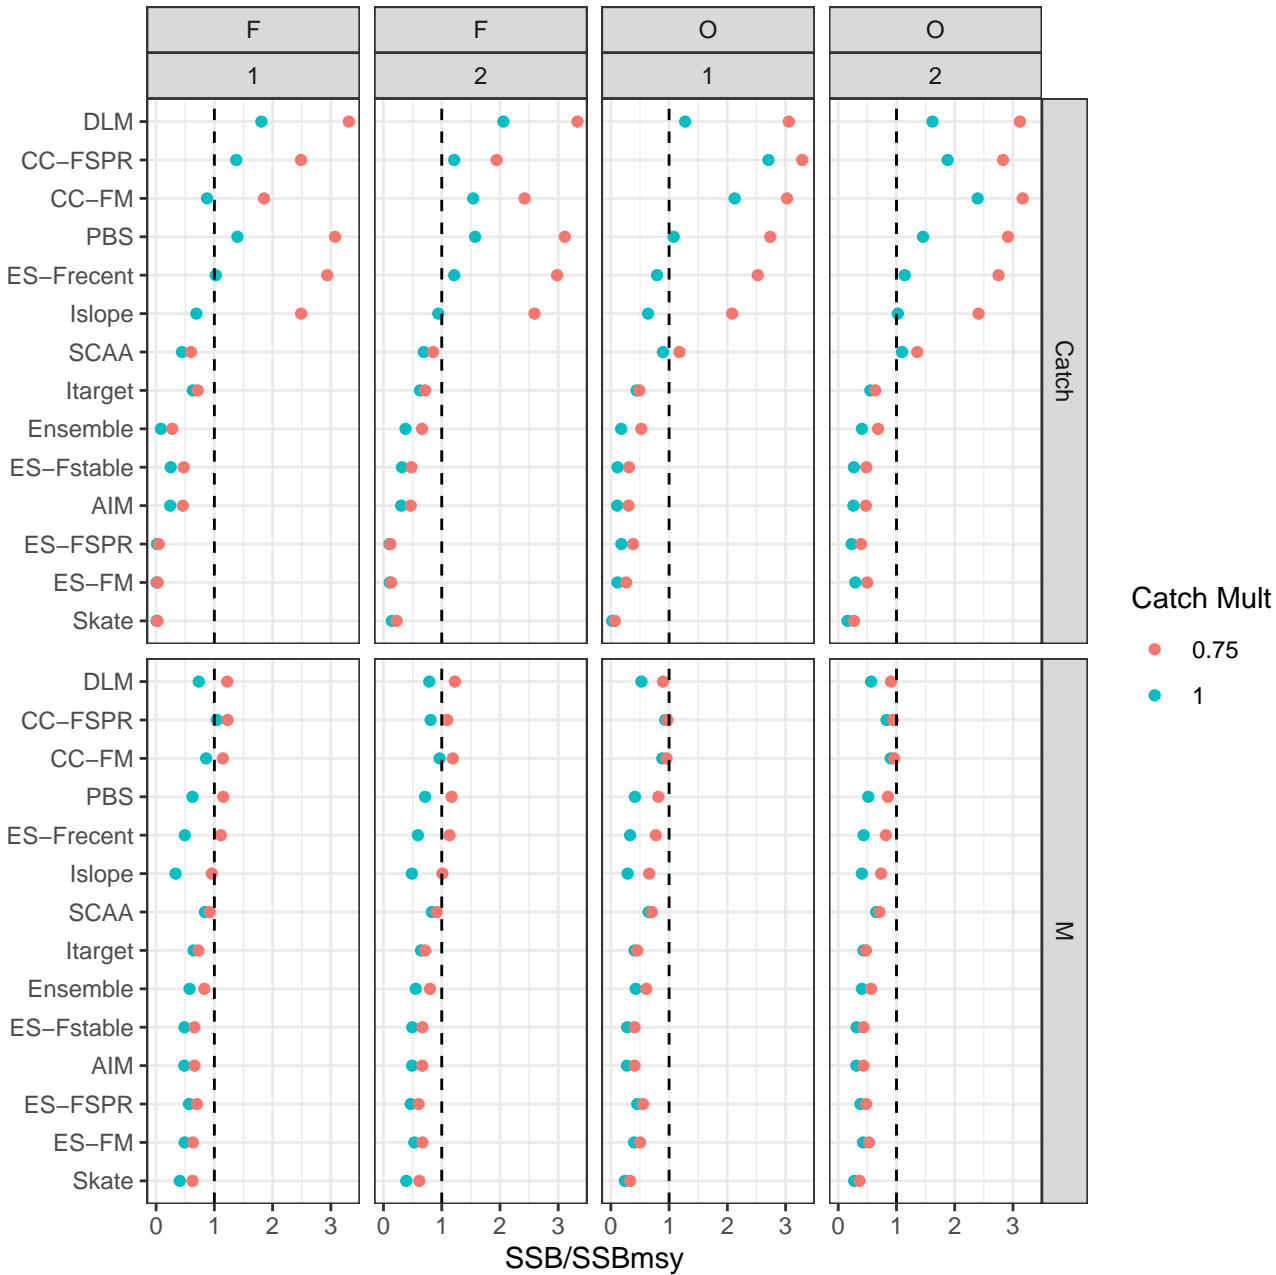 F F O O
1 2 1 2
DLM
CC−FSPR
CC−FM
PBS
ES−Frecent
Islope
SCAA
Itarget
Ensemble
ES−Fstable
AIM
ES−FSPR
ES−FM
Skate
Catch
DLM
CC−FSPR
CC−FM
PBS
ES−Frecent
Islope
SCAA
Itarget
Ensemble
ES−Fstable
AIM
ES−FSPR
ES−FM
Skate
M
0 1 2 3 0 1 2 3 0 1 2 3 0 1 2 3
SSB/SSBmsy
Catch Mult
0.75
1